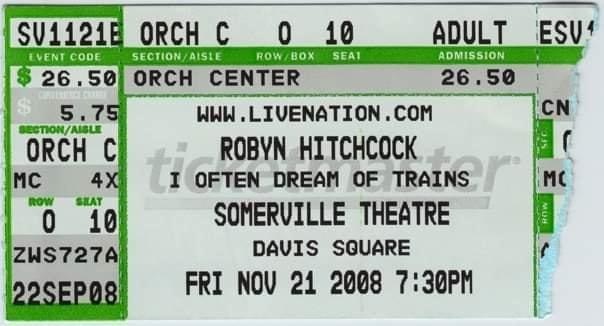 SV1121E ORCH C O 10 ADULT ESV1
EVENT CODE SECTION/AISLE ROW/BOX SEAT ADMISSION
$ 26.50 ORCH CENTER 26.50
CONVENIENCE CHARGE
$ 5.75 WWW.LIVENATION.COM CN
SECTION/AISLE ROBYN HITCHCOCK SEC.
ORCH C ticketmaster
MC 4X I OFTEN DREAM OF TRAINS MC
ROW SEAT SOMERVILLE THEATRE ROW
O 10
ZWS727A DAVIS SQUARE
22SEP08 FRI NOV 21 2008 7:30PM